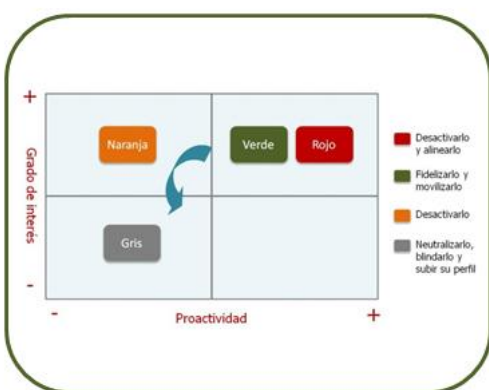 +
Grado de interés
-
Naranja
Verde
Rojo
Gris
-
Proactividad
+
Desactivarlo
y alinearlo
Fidelizarlo y
movilizarlo
Desactivarlo
Neutralizarlo,
blindarlo y
subir su perfil